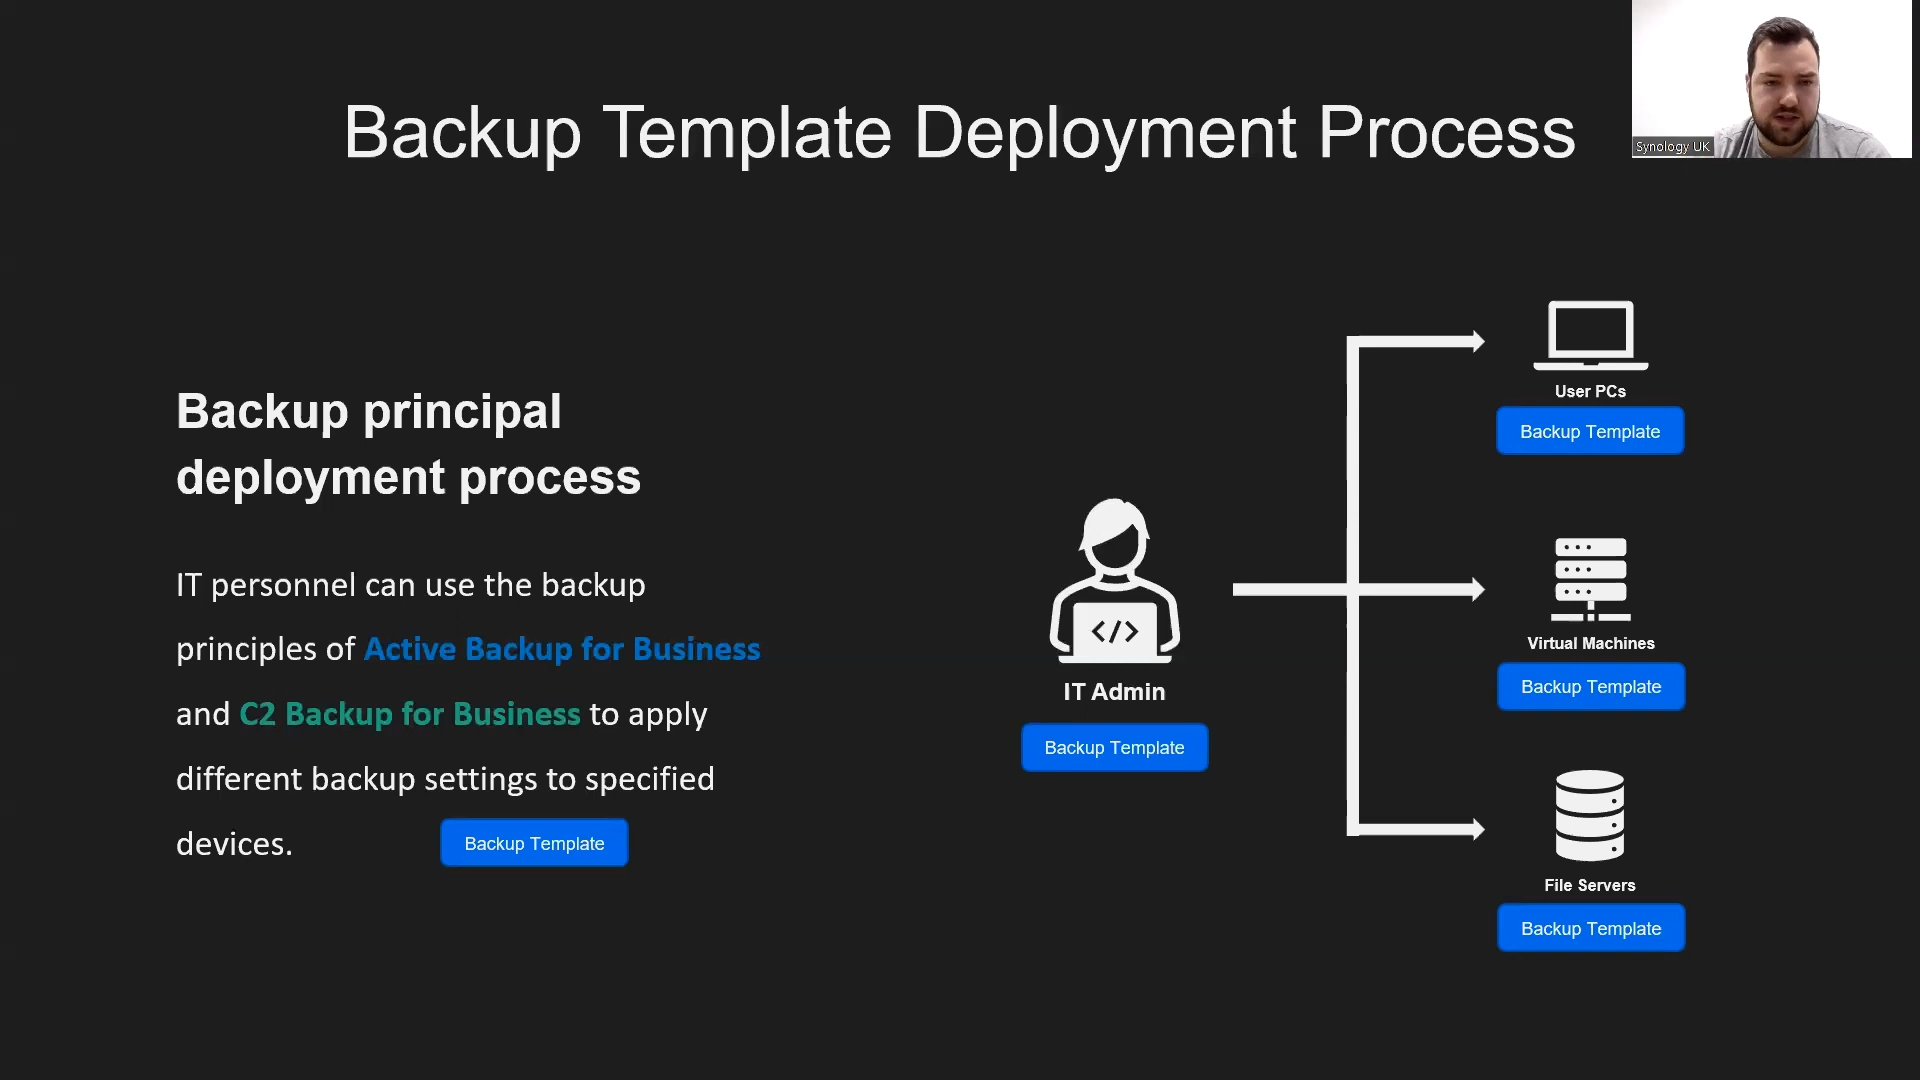 Backup Template Deployment Process
Synology UK
Backup principal
deployment process
IT personnel can use the backup
principles of Active Backup for Business
and C2 Backup for Business to apply
different backup settings to specified
devices.
Backup Template
IT Admin
Backup Template
User PCs
Backup Template
Virtual Machines
Backup Template
File Servers
Backup Template